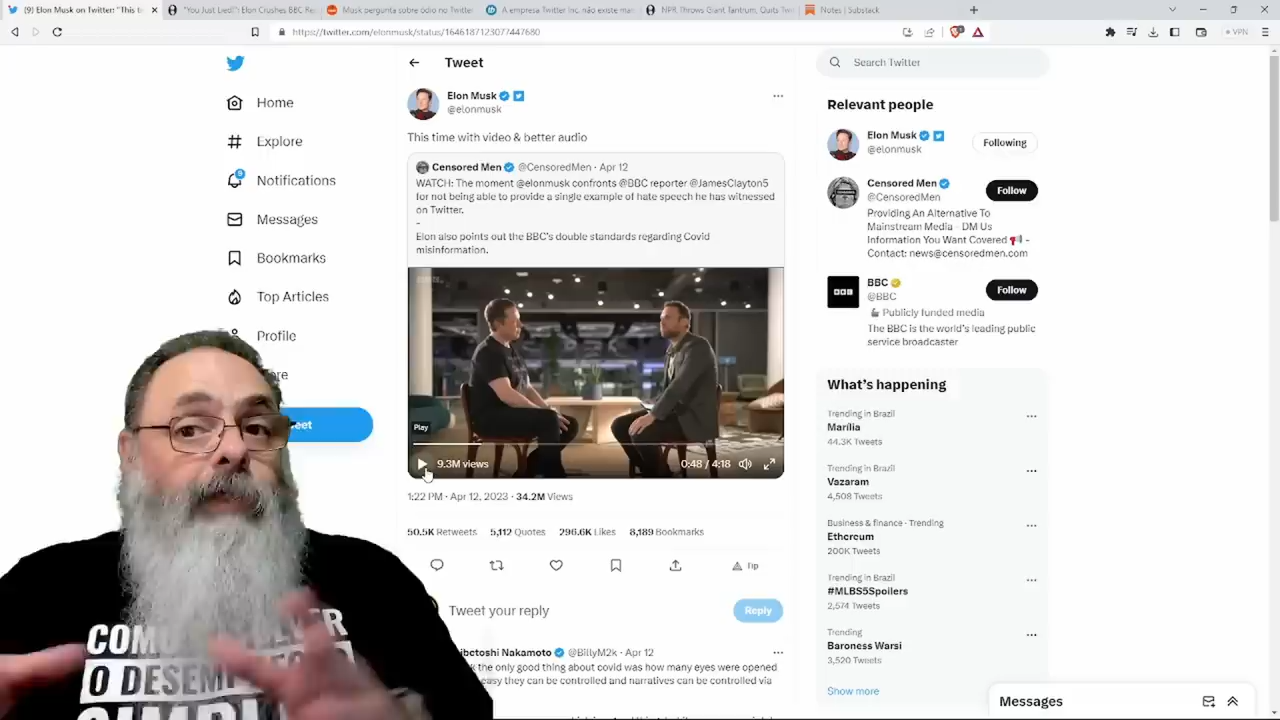 (9) Elon Musk on Twitter: "This ti
"You Just Lied!": Elon Crushes BBC Re
Musk pergunta sobre ódio no Twitter
A empresa Twitter Inc. não existe mai
NPR Throws Giant Tantrum, Quits Twi
Notes | Substack
https://twitter.com/elonmusk/status/1646187123077447680
VPN
Home
Explore
9
Notifications
Messages
Bookmarks
Top Articles
Profile
Tweet
Elon Musk
@elonmusk
This time with video & better audio
Censored Men @CensoredMen · Apr 12
WATCH: The moment @elonmusk confronts @BBC reporter @JamesClayton5
for not being able to provide a single example of hate speech he has witnessed
on Twitter.
-
Elon also points out the BBC's double standards regarding Covid
misinformation.
Play
9.3M views
0:48 / 4:18
1:22 PM · Apr 12, 2023 · 34.2M Views
50.5K Retweets 5,112 Quotes 296.6K Likes 8,189 Bookmarks
Tip
Tweet your reply
Reply
Nakamoto @BillyM2k · Apr 12
the only good thing about covid was how many eyes were opened
easy they can be controlled and narratives can be controlled via
Search Twitter
Relevant people
Elon Musk
@elonmusk
Following
Censored Men
@CensoredMen
Follow
Providing An Alternative To
Mainstream Media - DM Us
Information You Want Covered -
Contact: news@censoredmen.com
BBC
@BBC
Follow
Publicly funded media
The BBC is the world's leading public
service broadcaster
What's happening
Trending in Brazil
Marília
44.3K Tweets
Trending in Brazil
Vazaram
4,508 Tweets
Business & finance · Trending
Ethereum
200K Tweets
Trending in Brazil
#MLBS5Spoilers
2,574 Tweets
Trending
Baroness Warsi
3,520 Tweets
Show more
Messages
O